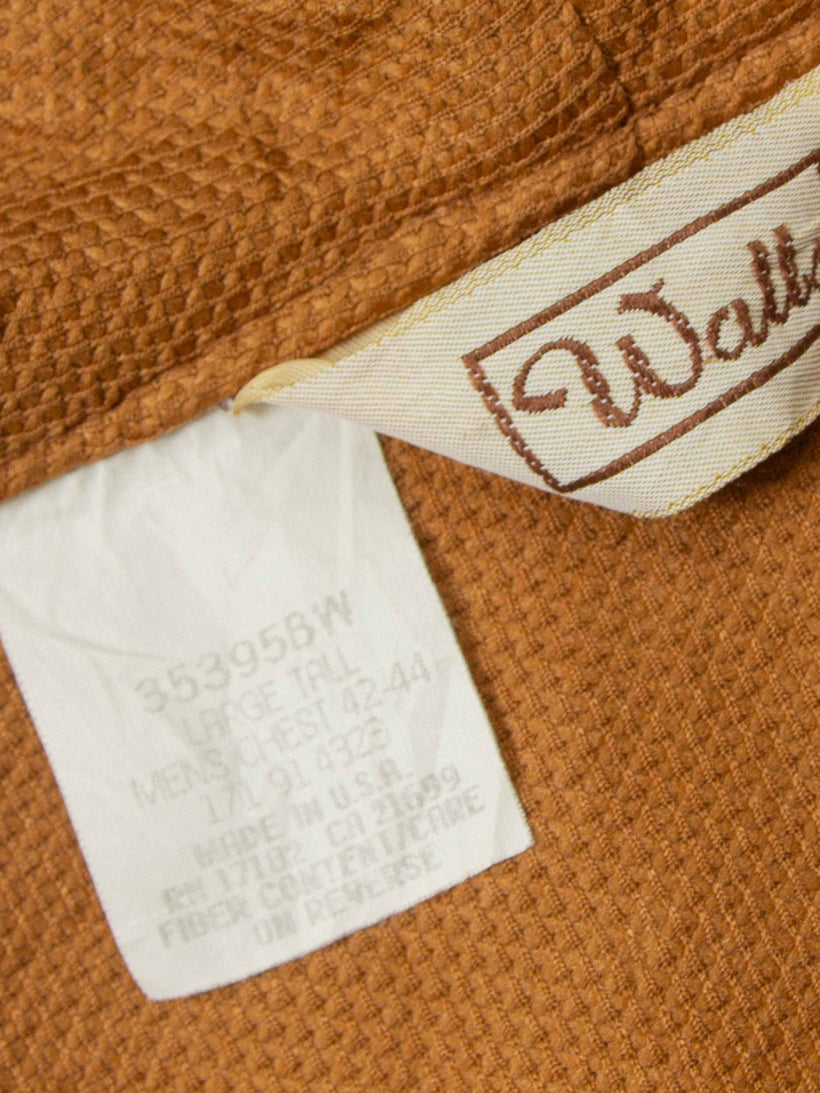 Walls
35395BW
LARGE TALL
MENS CHEST 42-44
171 91 4323
MADE IN U.S.A.
RN 17182 CA 21699
FIBER CONTENT/CARE
ON REVERSE